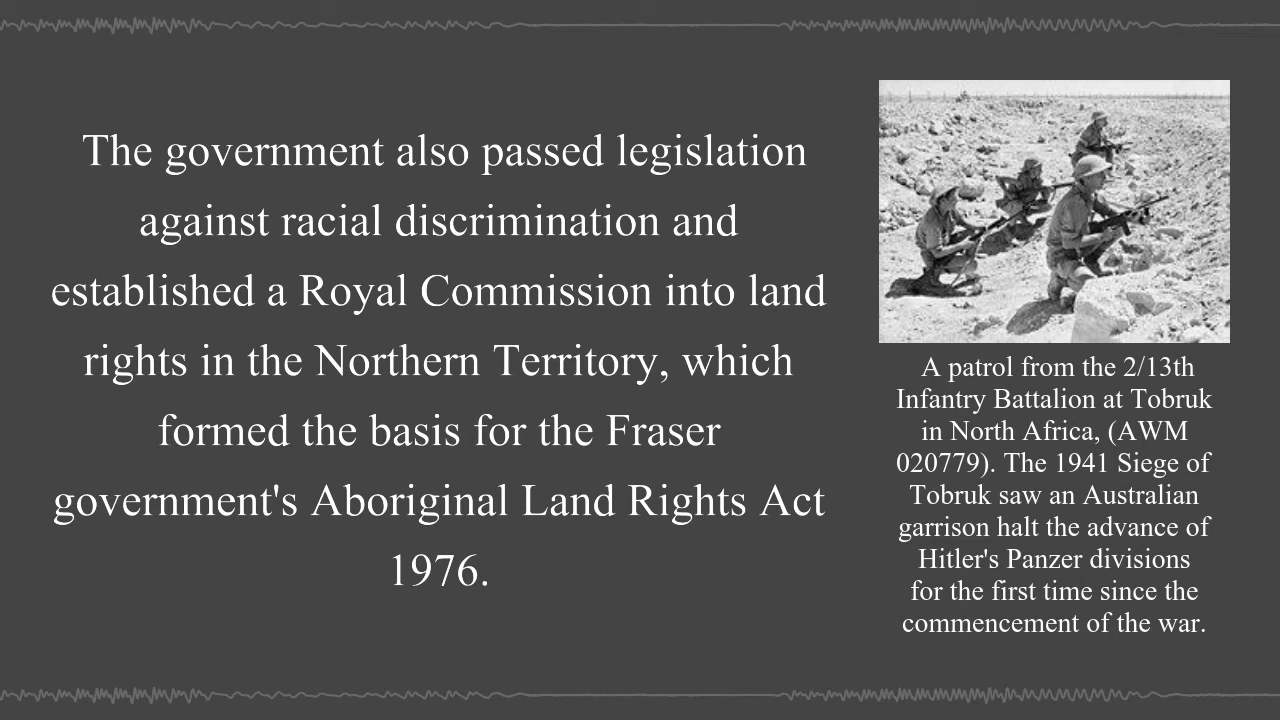 The government also passed legislation
against racial discrimination and
established a Royal Commission into land
rights in the Northern Territory, which
formed the basis for the Fraser
government's Aboriginal Land Rights Act
1976.
A patrol from the 2/13th
Infantry Battalion at Tobruk
in North Africa, (AWM
020779). The 1941 Siege of
Tobruk saw an Australian
garrison halt the advance of
Hitler's Panzer divisions
for the first time since the
commencement of the war.